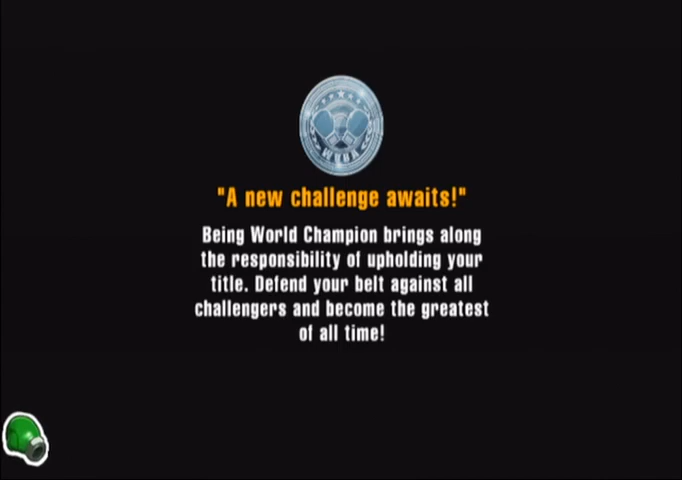 WVBA
"A new challenge awaits!"
Being World Champion brings along
the responsibility of upholding your
title. Defend your belt against all
challengers and become the greatest
of all time!